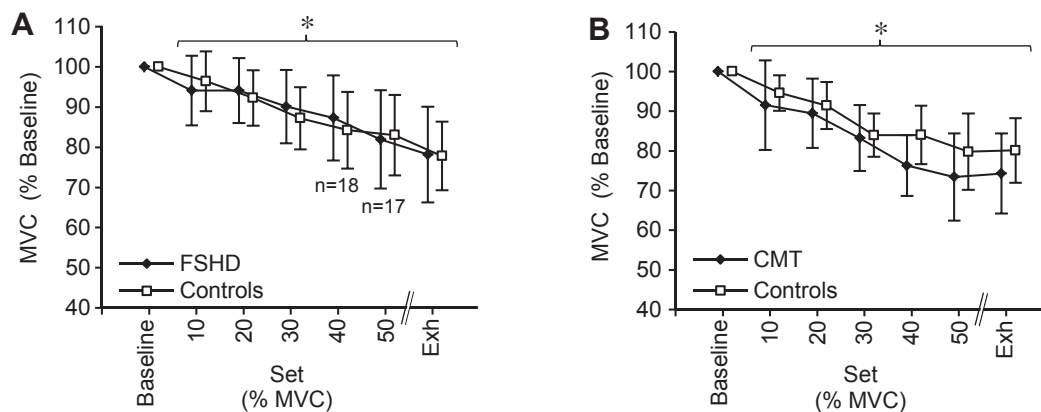 A
*
110
100
90
80
70
60
50
40
MVC (% Baseline)
n=18
n=17
FSHD
Controls
Baseline
10
20
30
40
50
Exh
Set
(% MVC)
B
*
110
100
90
80
70
60
50
40
MVC (% Baseline)
CMT
Controls
Baseline
10
20
30
40
50
Exh
Set
(% MVC)